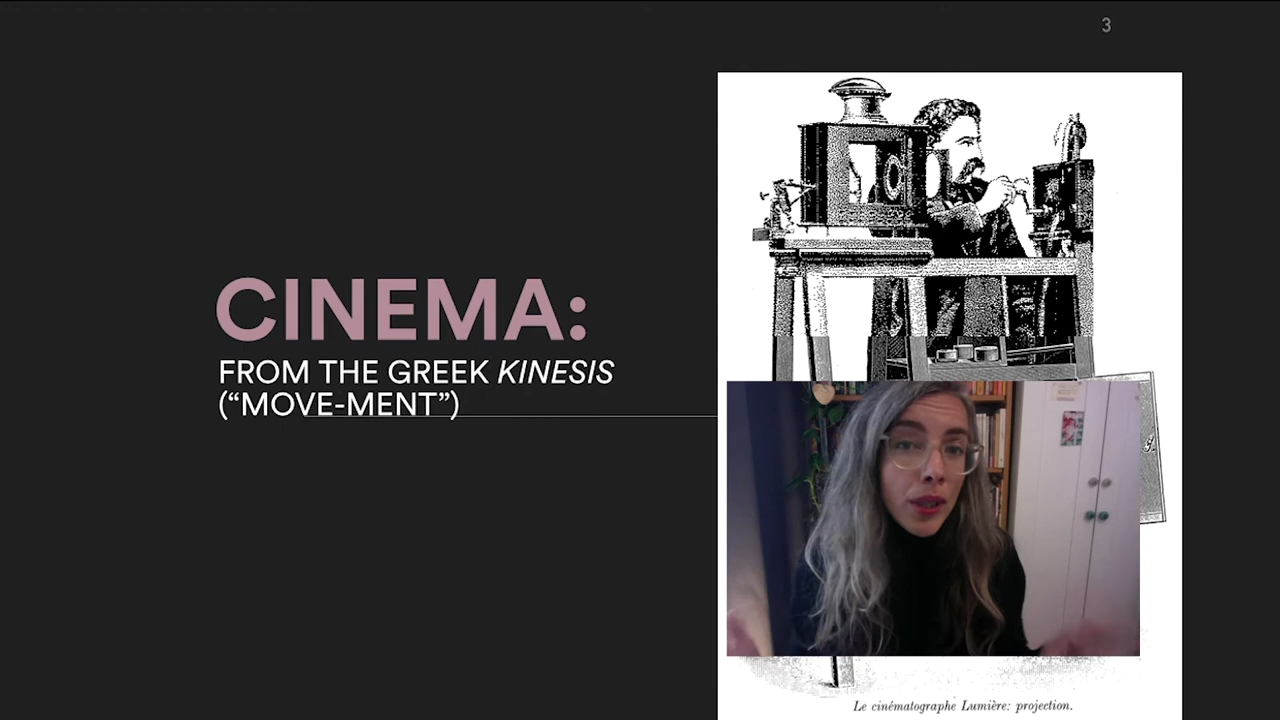 3
CINEMA:
FROM THE GREEK KINESIS
(“MOVE-MENT”)
Le cinématographe Lumière: projection.